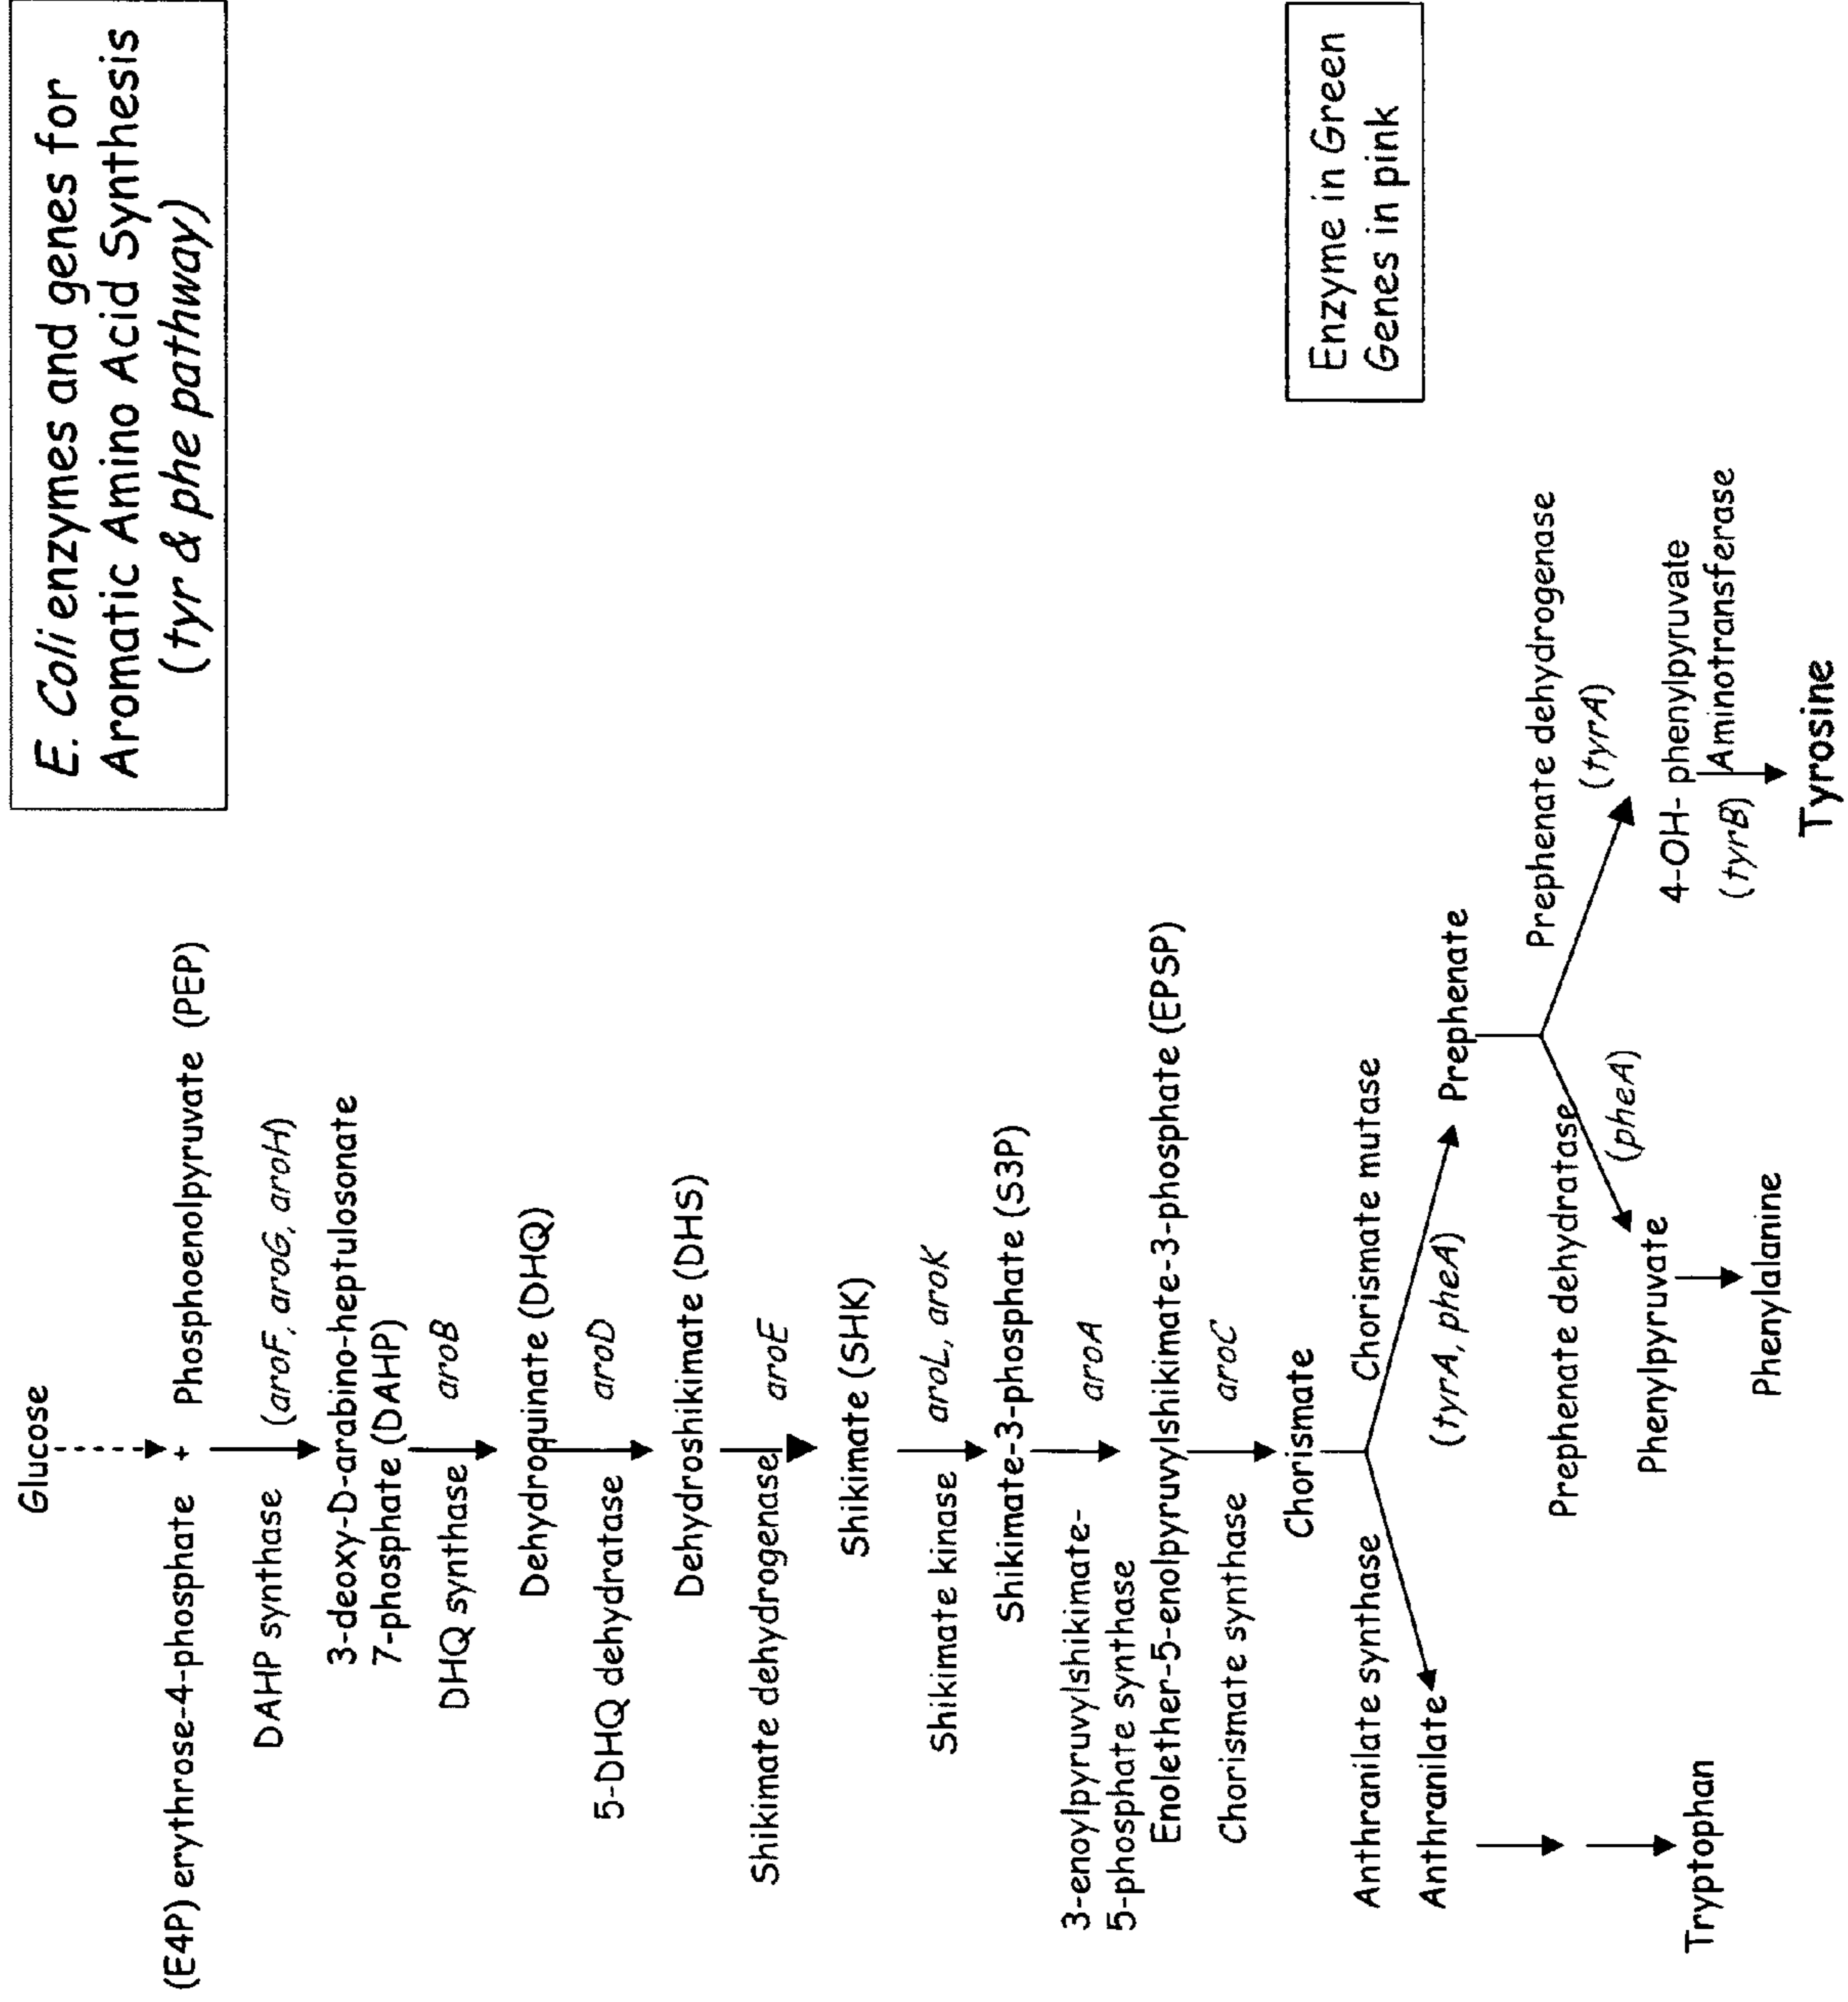 E. Coli enzymes and genes for
Aromatic Amino Acid Synthesis
(tyr & phe pathway)
Glucose
(E4P) erythrose-4-phosphate + Phosphoenolpyruvate (PEP)
DAHP synthase (aroF, aroG, aroH)
3-deoxy-D-arabino-heptulosonate
7-phosphate (DAHP)
DHQ synthase aroB
Dehydroquinate (DHQ)
5-DHQ dehydratase aroD
Dehydroshikimate (DHS)
Shikimate dehydrogenase aroE
Shikimate (SHK)
Shikimate kinase aroL, aroK
Shikimate-3-phosphate (S3P)
3-enoylpyruvylshikimate-
5-phosphate synthase
aroA
Enolether-5-enolpyruvylshikimate-3-phosphate (EPSP)
Chorismate synthase aroC
Chorismate
Anthranilate synthase
Chorismate mutase
(tyrA, pheA)
Anthranilate
Prephenate
Tryptophan
Prephenate dehydratase
(pheA)
Prephenate dehydrogenase
(tyrA)
Phenylpyruvate
Phenylalanine
4-OH- phenylpyruvate
(tyrB) Aminotransferase
Tyrosine
Enzyme in Green
Genes in pink